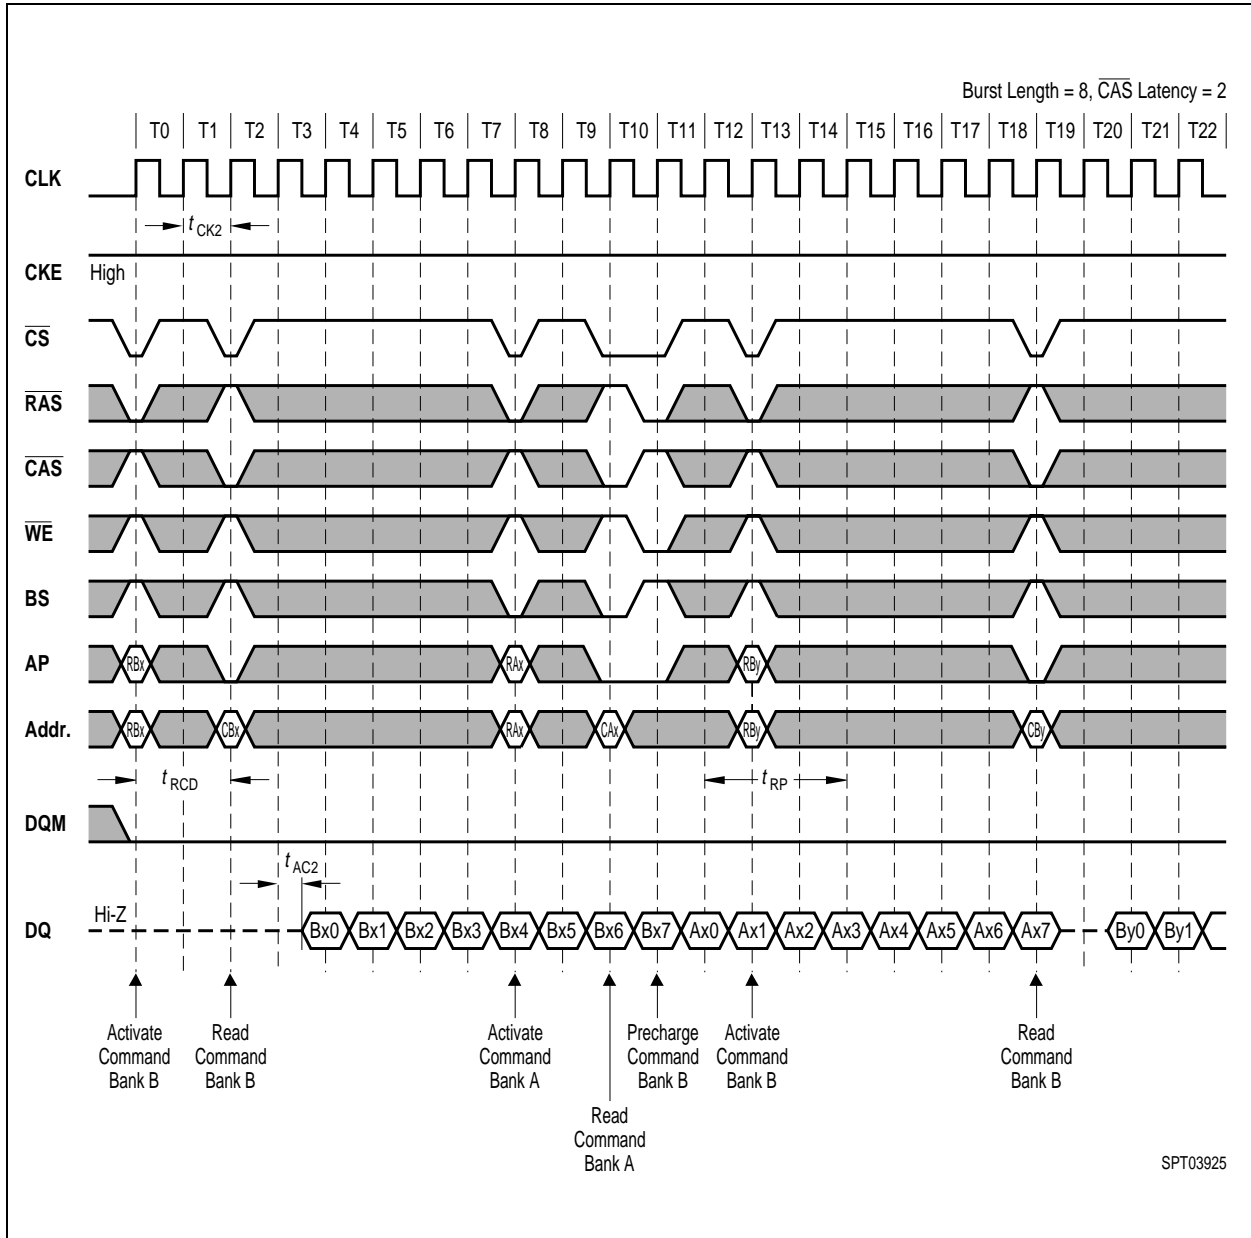 Burst Length = 8, CAS Latency = 2
T0 T1 T2 T3 T4 T5 T6 T7 T8 T9 T10 T11 T12 T13 T14 T15 T16 T17 T18 T19 T20 T21 T22
CLK
t CK2
CKE High
CS
RAS
CAS
WE
BS
AP RBx RAx RBy
Addr. RBx CBx RAx CAx RBy CBy
t RCD t RP
DQM
t AC2
Hi-Z
DQ Bx0 Bx1 Bx2 Bx3 Bx4 Bx5 Bx6 Bx7 Ax0 Ax1 Ax2 Ax3 Ax4 Ax5 Ax6 Ax7 By0 By1
Activate Command Bank B
Read Command Bank B
Activate Command Bank A
Read Command Bank A
Precharge Command Bank B
Activate Command Bank B
Read Command Bank B
SPT03925